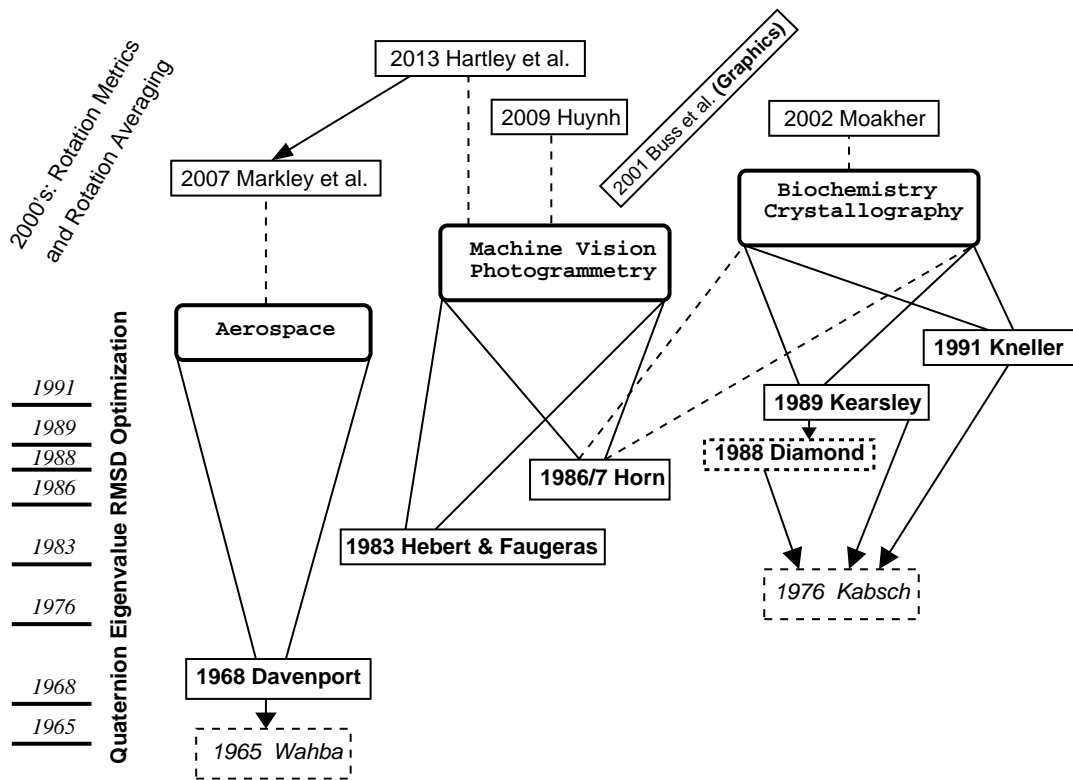 2000's: Rotation Metrics
and Rotation Averaging
2013 Hartley et al.
2009 Huynh
2001 Buss et al. (Graphics)
2002 Moakher
2007 Markley et al.
Biochemistry
Crystallography
Machine Vision
Photogrammetry
Aerospace
1991 Kneller
1989 Kearsley
1988 Diamond
1986/7 Horn
1983 Hebert & Faugeras
1976 Kabsch
1968 Davenport
1965 Wahba
Quaternion Eigenvalue RMSD Optimization
1991
1989
1988
1986
1983
1976
1968
1965